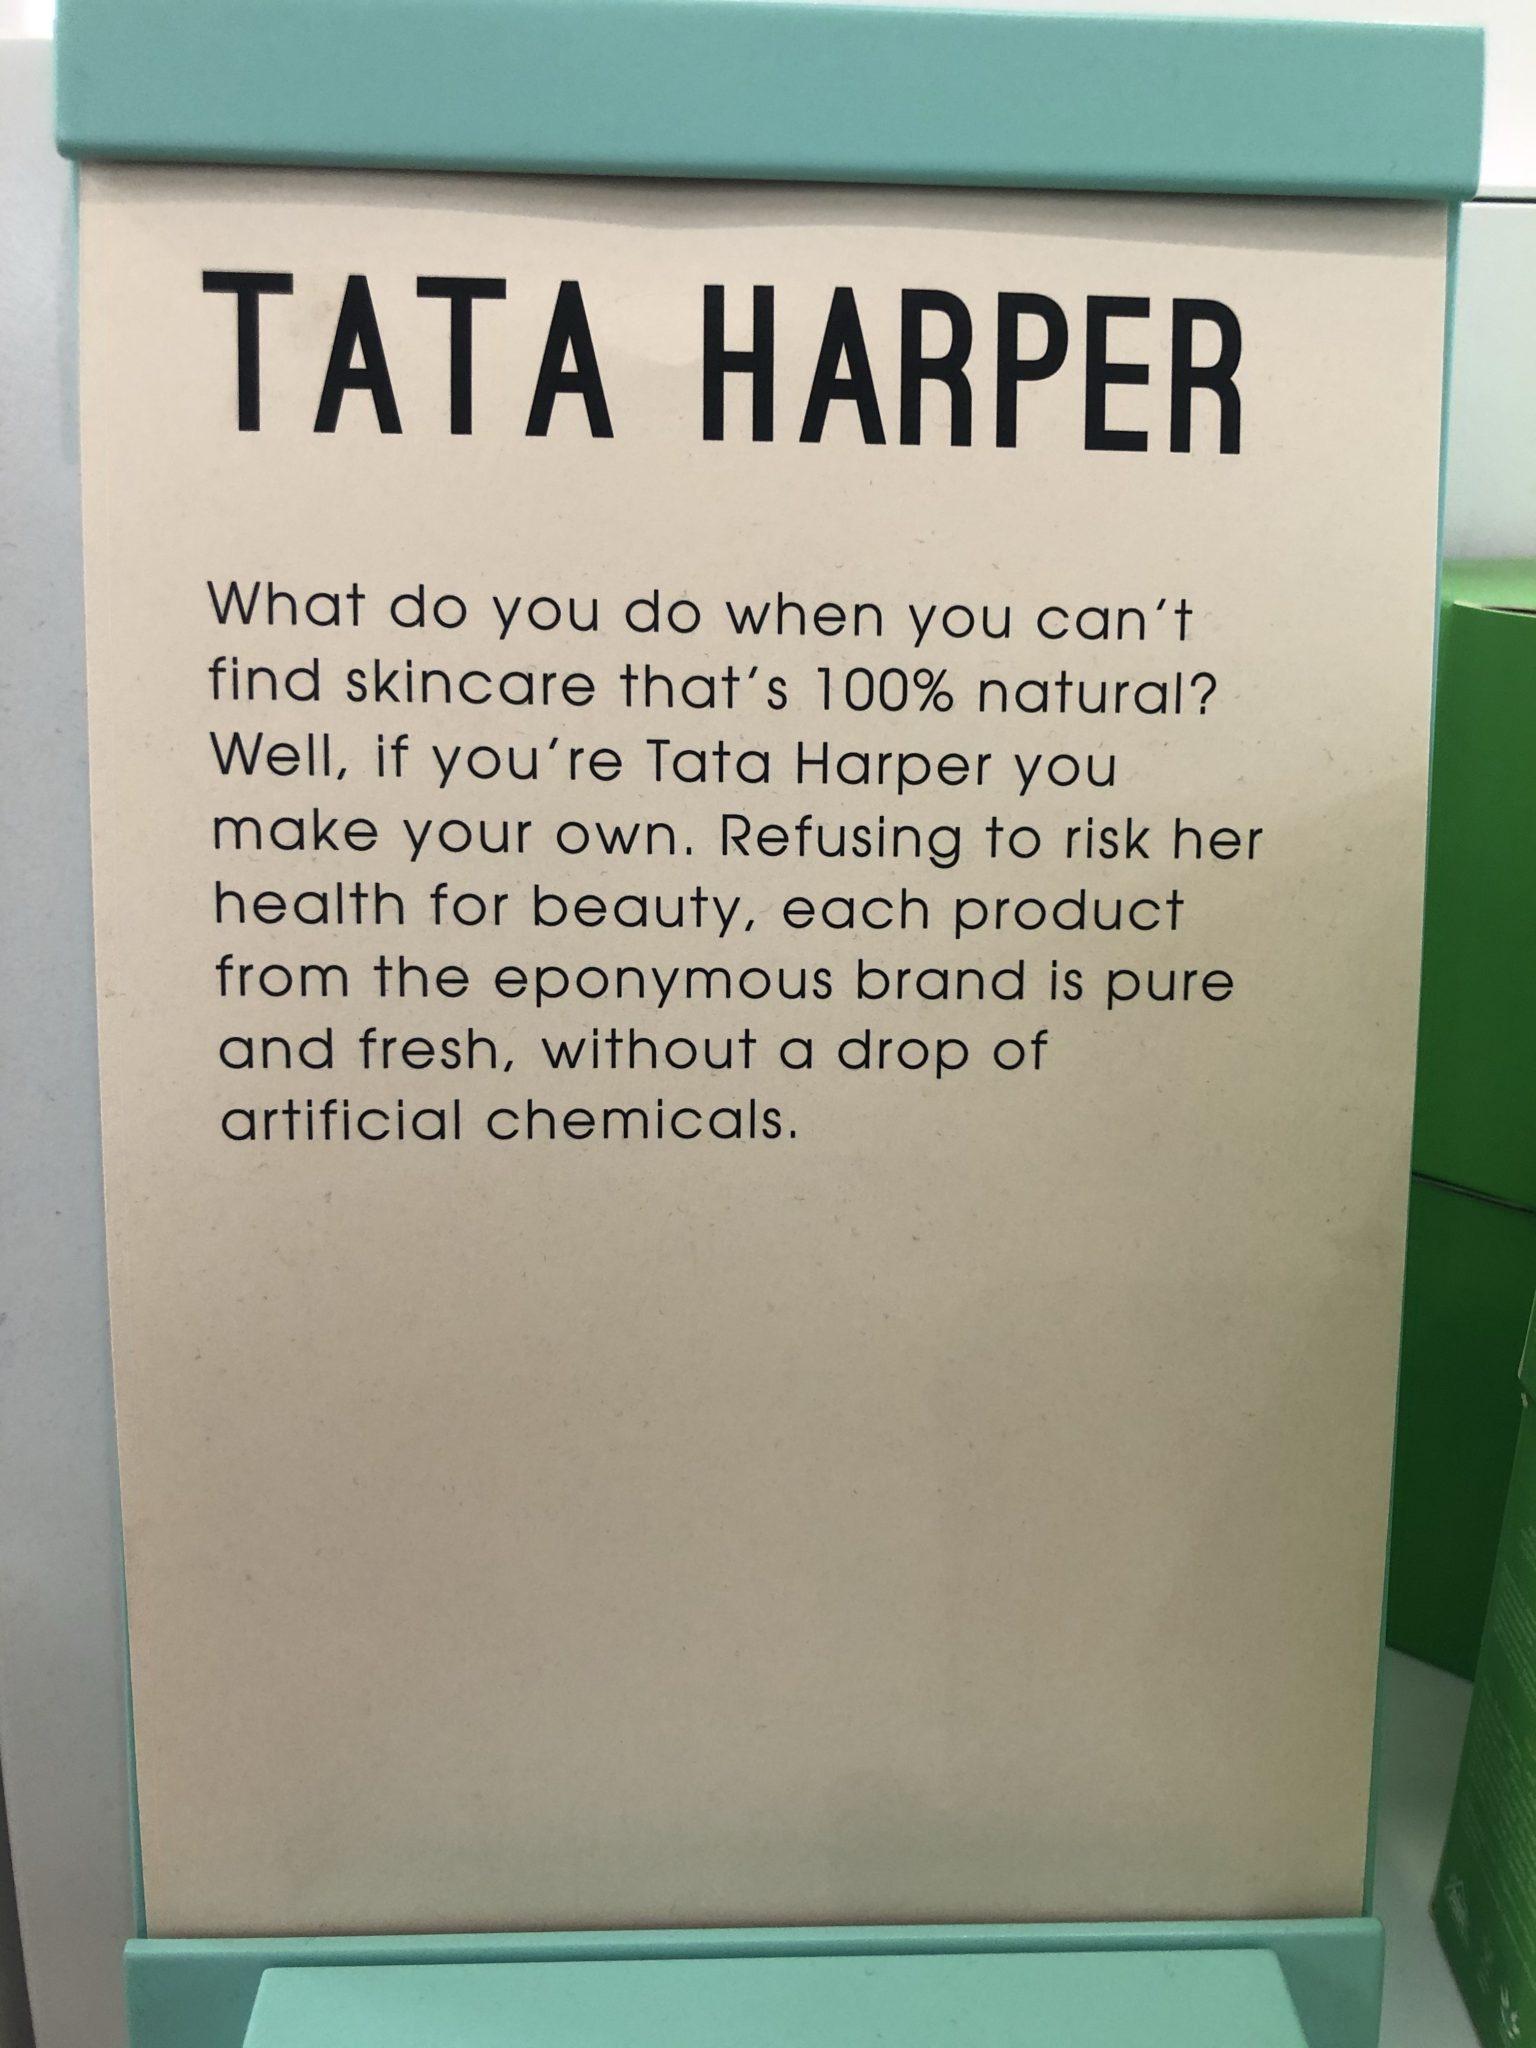 TATA HARPER
What do you do when you can't
find skincare that's 100% natural?
Well, if you're Tata Harper you
make your own. Refusing to risk her
health for beauty, each product
from the eponymous brand is pure
and fresh, without a drop of
artificial chemicals.